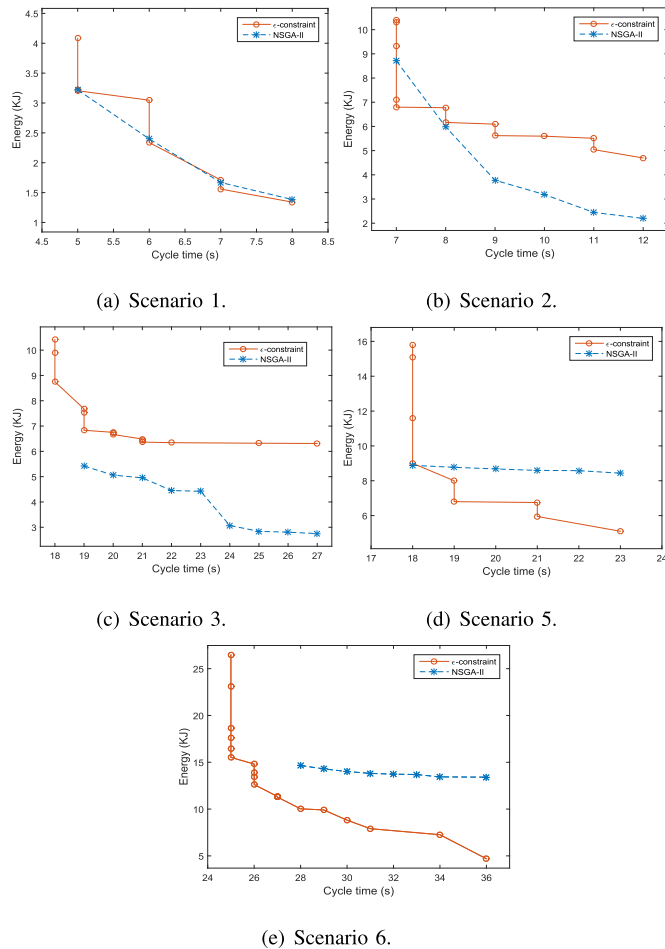 4.5
4
3.5
3
2.5
2
1.5
1
Energy (KJ)
4.5 5 5.5 6 6.5 7 7.5 8 8.5
Cycle time (s)
ϵ-constraint
NSGA-II
(a) Scenario 1.
10
9
8
7
6
5
4
3
2
Energy (KJ)
7 8 9 10 11 12
Cycle time (s)
ϵ-constraint
NSGA-II
(b) Scenario 2.
10
9
8
7
6
5
4
3
Energy (KJ)
18 19 20 21 22 23 24 25 26 27
Cycle time (s)
ϵ-constraint
NSGA-II
(c) Scenario 3.
16
14
12
10
8
6
Energy (KJ)
17 18 19 20 21 22 23 24
Cycle time (s)
ϵ-constraint
NSGA-II
(d) Scenario 5.
25
20
15
10
5
Energy (KJ)
24 26 28 30 32 34 36
Cycle time (s)
ϵ-constraint
NSGA-II
(e) Scenario 6.